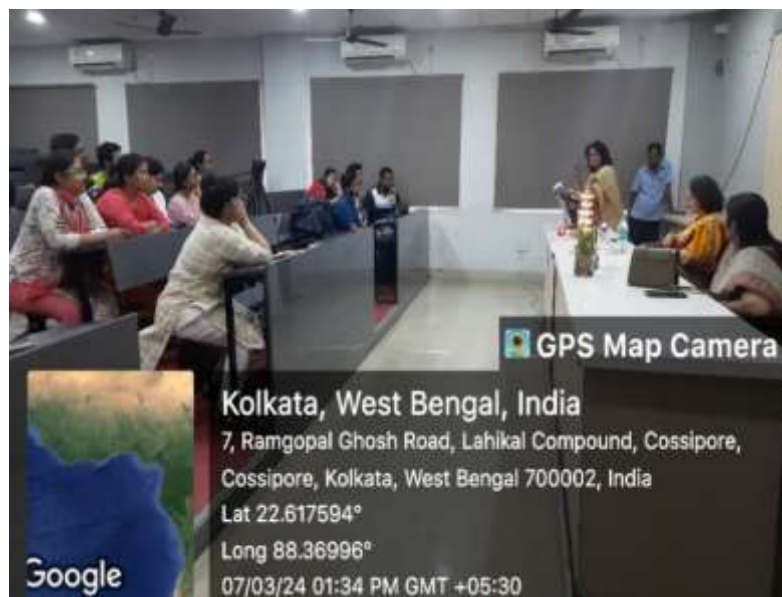 GPS Map Camera
Kolkata, West Bengal, India
7, Ramgopal Ghosh Road, Lahikal Compound, Cossipore,
Cossipore, Kolkata, West Bengal 700002, India
Lat 22.617594°
Long 88.36996°
07/03/24 01:34 PM GMT +05:30
Google